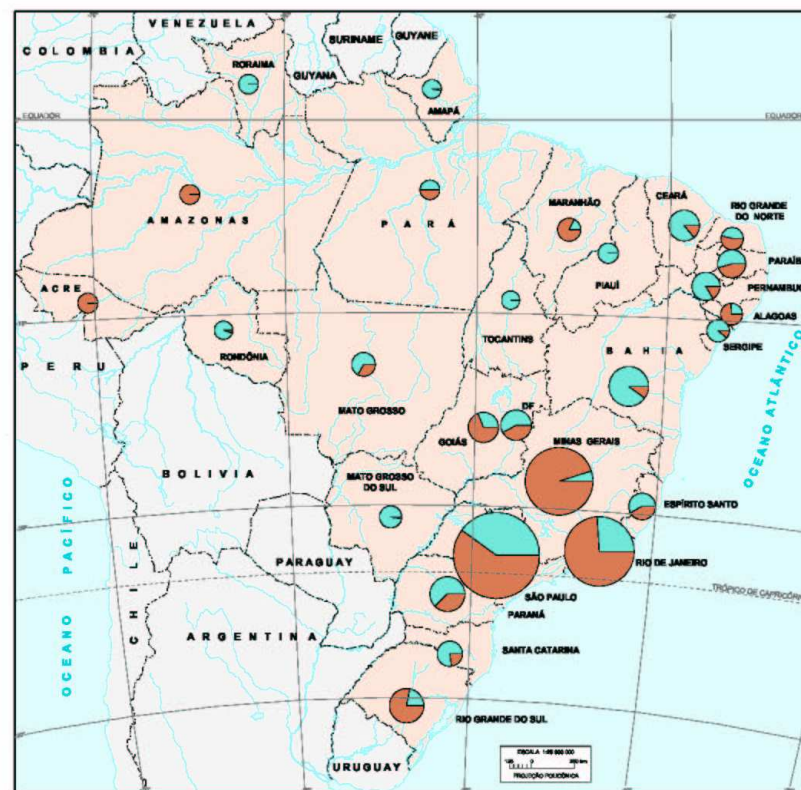 VENEZUELA
COLOMBIA
SURINAME
GUYANE
GUYANA
RORAIMA
AMAPÁ
EQUADOR
EQUADOR
AMAZONAS
PARÁ
MARANHÃO
CEARÁ
RIO GRANDE
DO NORTE
PARAÍB
PERNAMBUC
ALAGOAS
SERGIPE
PIAUÍ
ACRE
RONDÔNIA
TOCANTINS
BAHIA
PERU
MATO GROSSO
GOIÁS
DF
MINAS GERAIS
BOLIVIA
MATO GROSSO
DO SUL
ESPÍRITO SANTO
OCEANO ATLÂNTICO
OCEANO PACÍFICO
CHILE
PARAGUAY
SÃO PAULO
RIO DE JANEIRO
TRÓPICO DE CAPRICÓRN
PARANÁ
ARGENTINA
SANTA CATARINA
RIO GRANDE DO SUL
URUGUAY
PROJEÇÃO POLICÔNICA